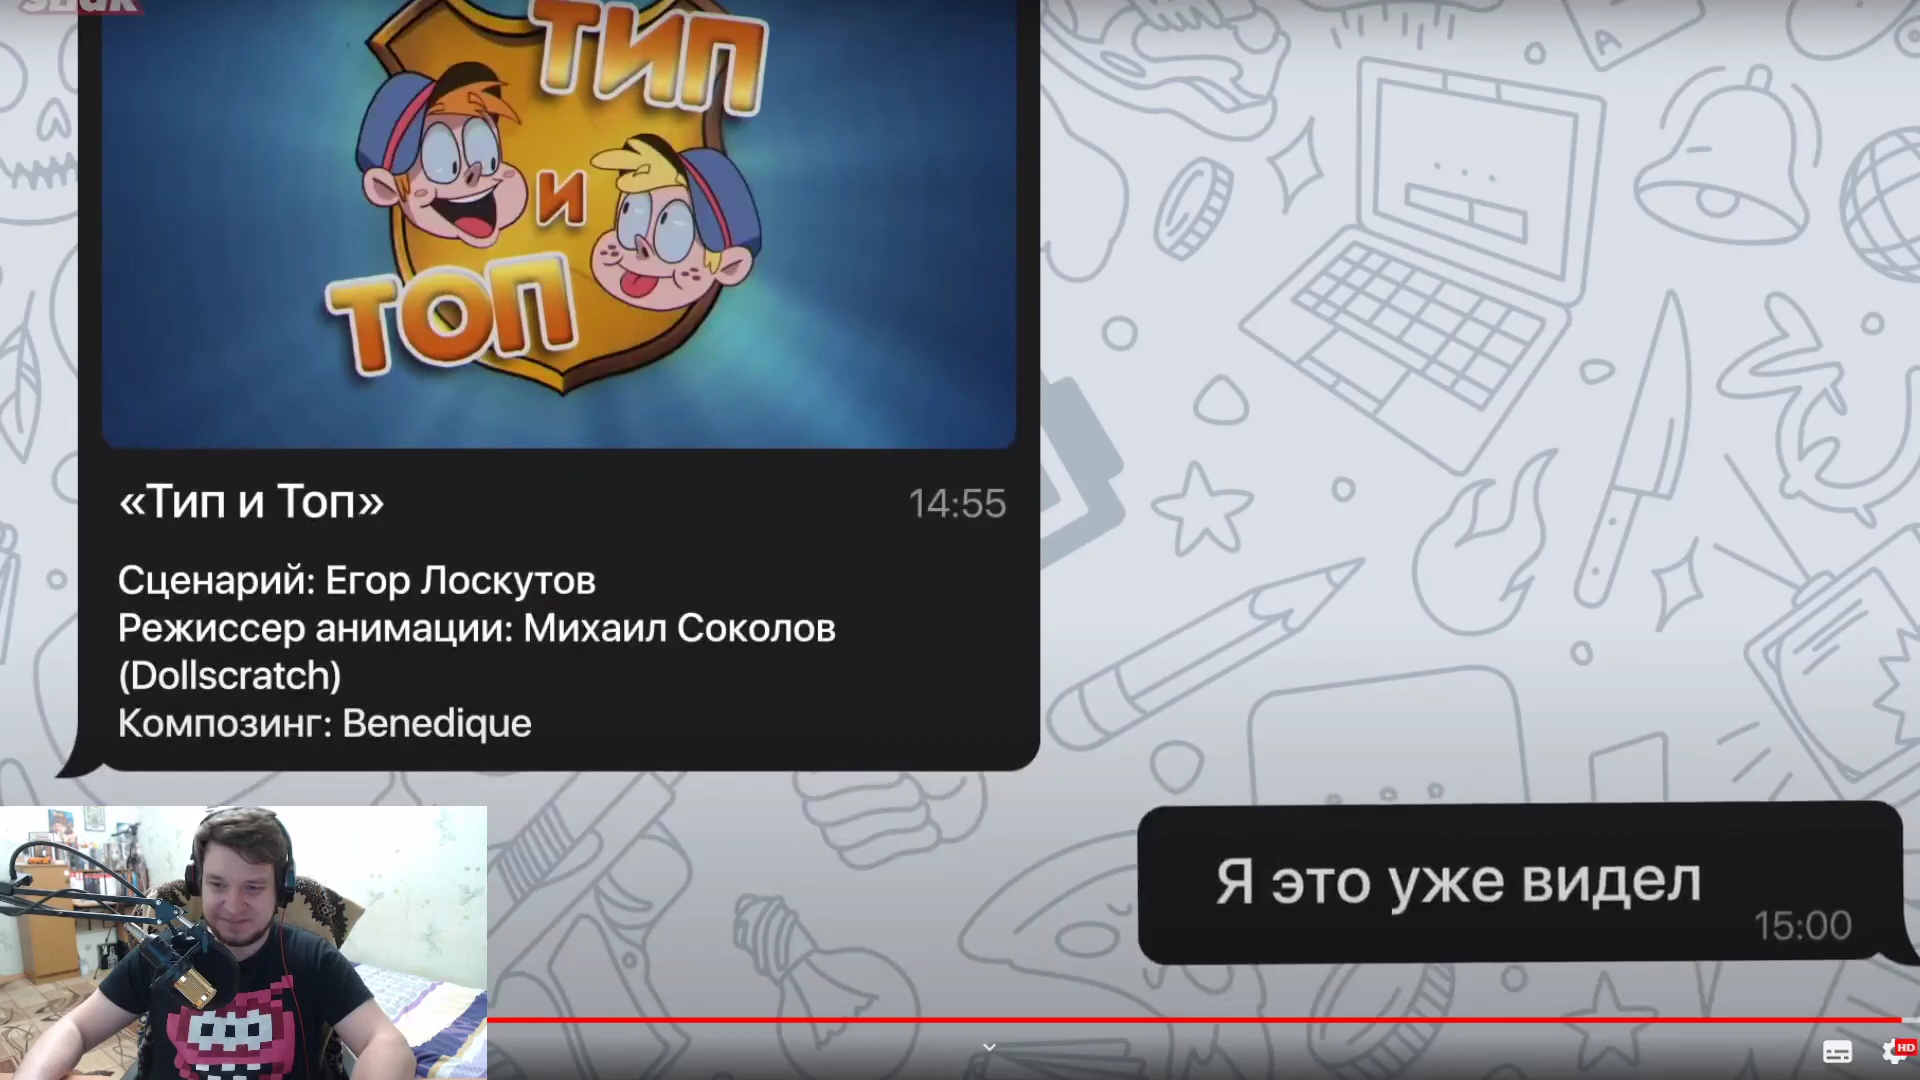 ТИП
И
ТОП
«Тип и Топ»
14:55
Сценарий: Егор Лоскутов
Режиссер анимации: Михаил Соколов
(Dollscratch)
Композинг: Benedique
Я это уже видел
15:00
A
HD